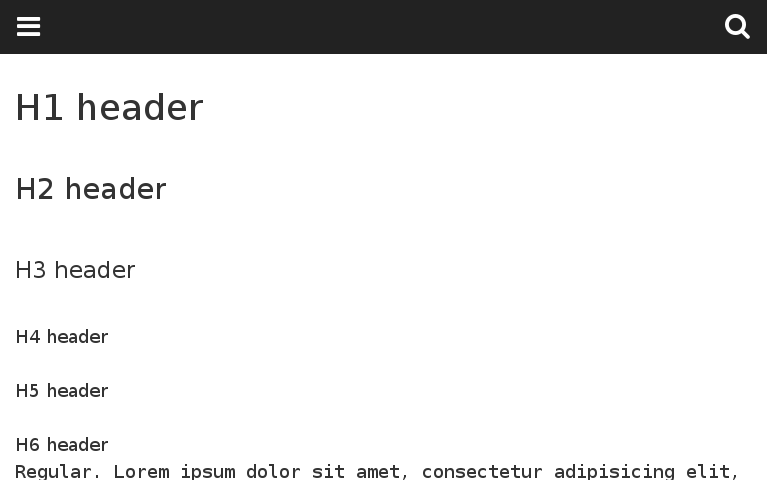 H1 header
H2 header
H3 header
H4 header
H5 header
H6 header
Regular. Lorem ipsum dolor sit amet, consectetur adipisicing elit,